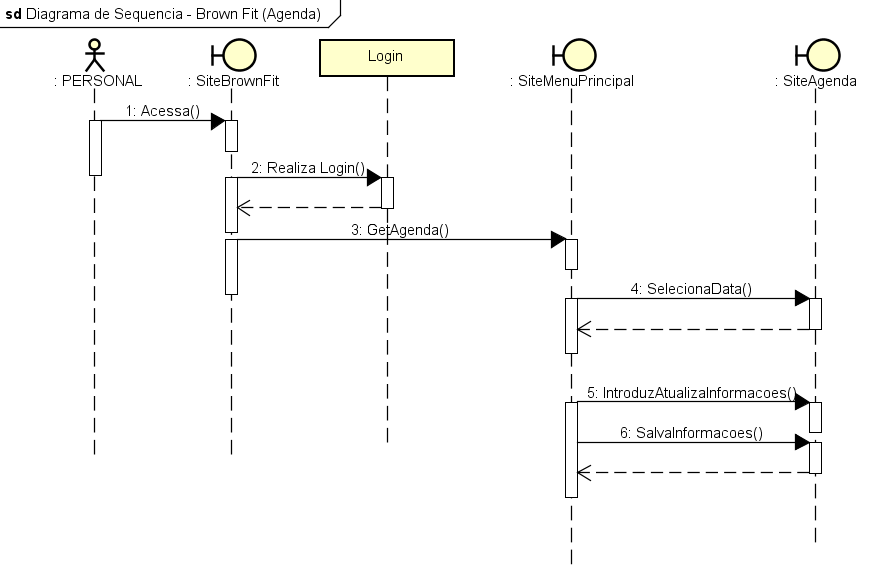 sd Diagrama de Sequencia - Brown Fit (Agenda)
: PERSONAL
: SiteBrownFit
Login
: SiteMenuPrincipal
: SiteAgenda
1: Acessa()
2: Realiza Login()
3: GetAgenda()
4: SelecionaData()
5: IntroduzAtualizaInformacoes()
6: SalvaInformacoes()